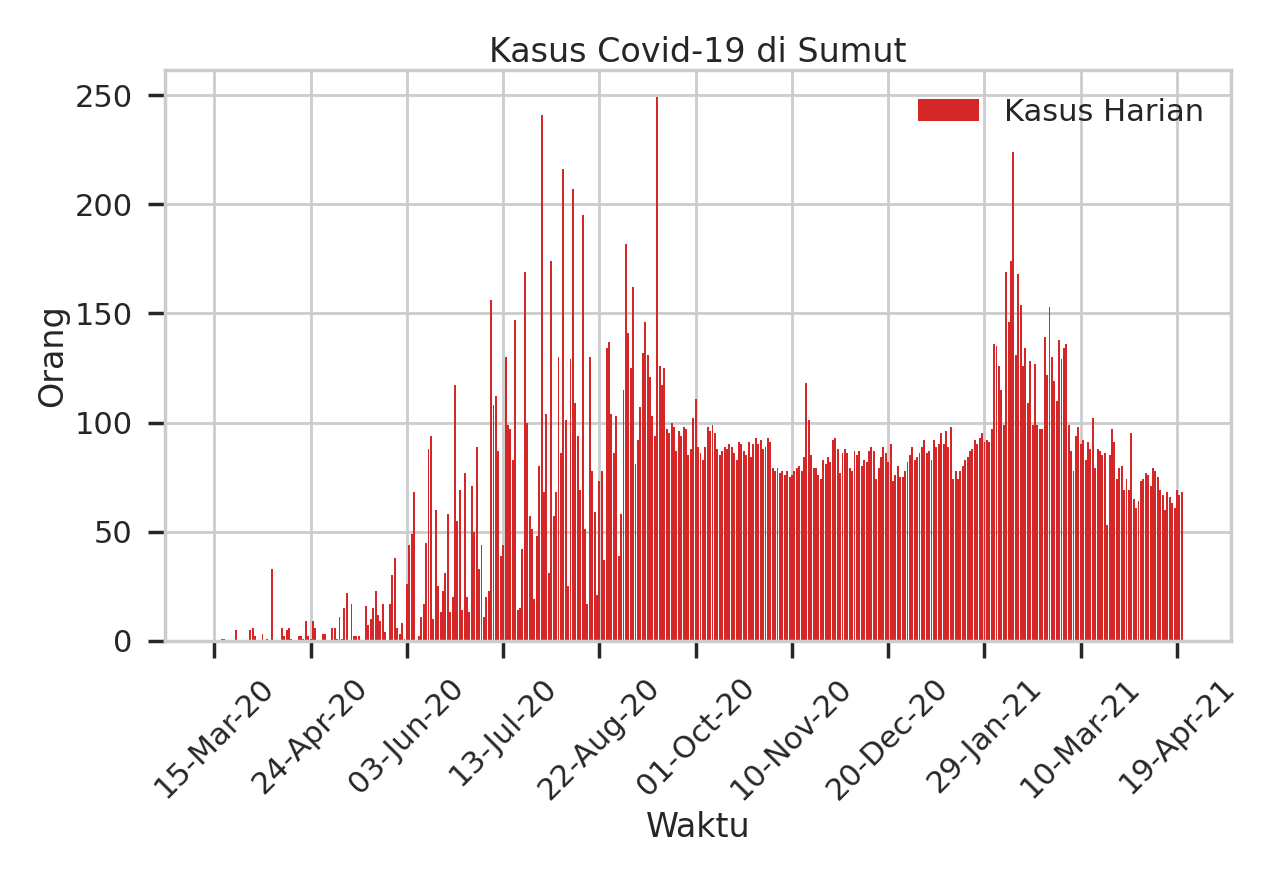 Kasus Covid-19 di Sumut
Kasus Harian
Orang
250
200
150
100
50
0
15-Mar-20
24-Apr-20
03-Jun-20
13-Jul-20
22-Aug-20
01-Oct-20
10-Nov-20
20-Dec-20
29-Jan-21
10-Mar-21
19-Apr-21
Waktu